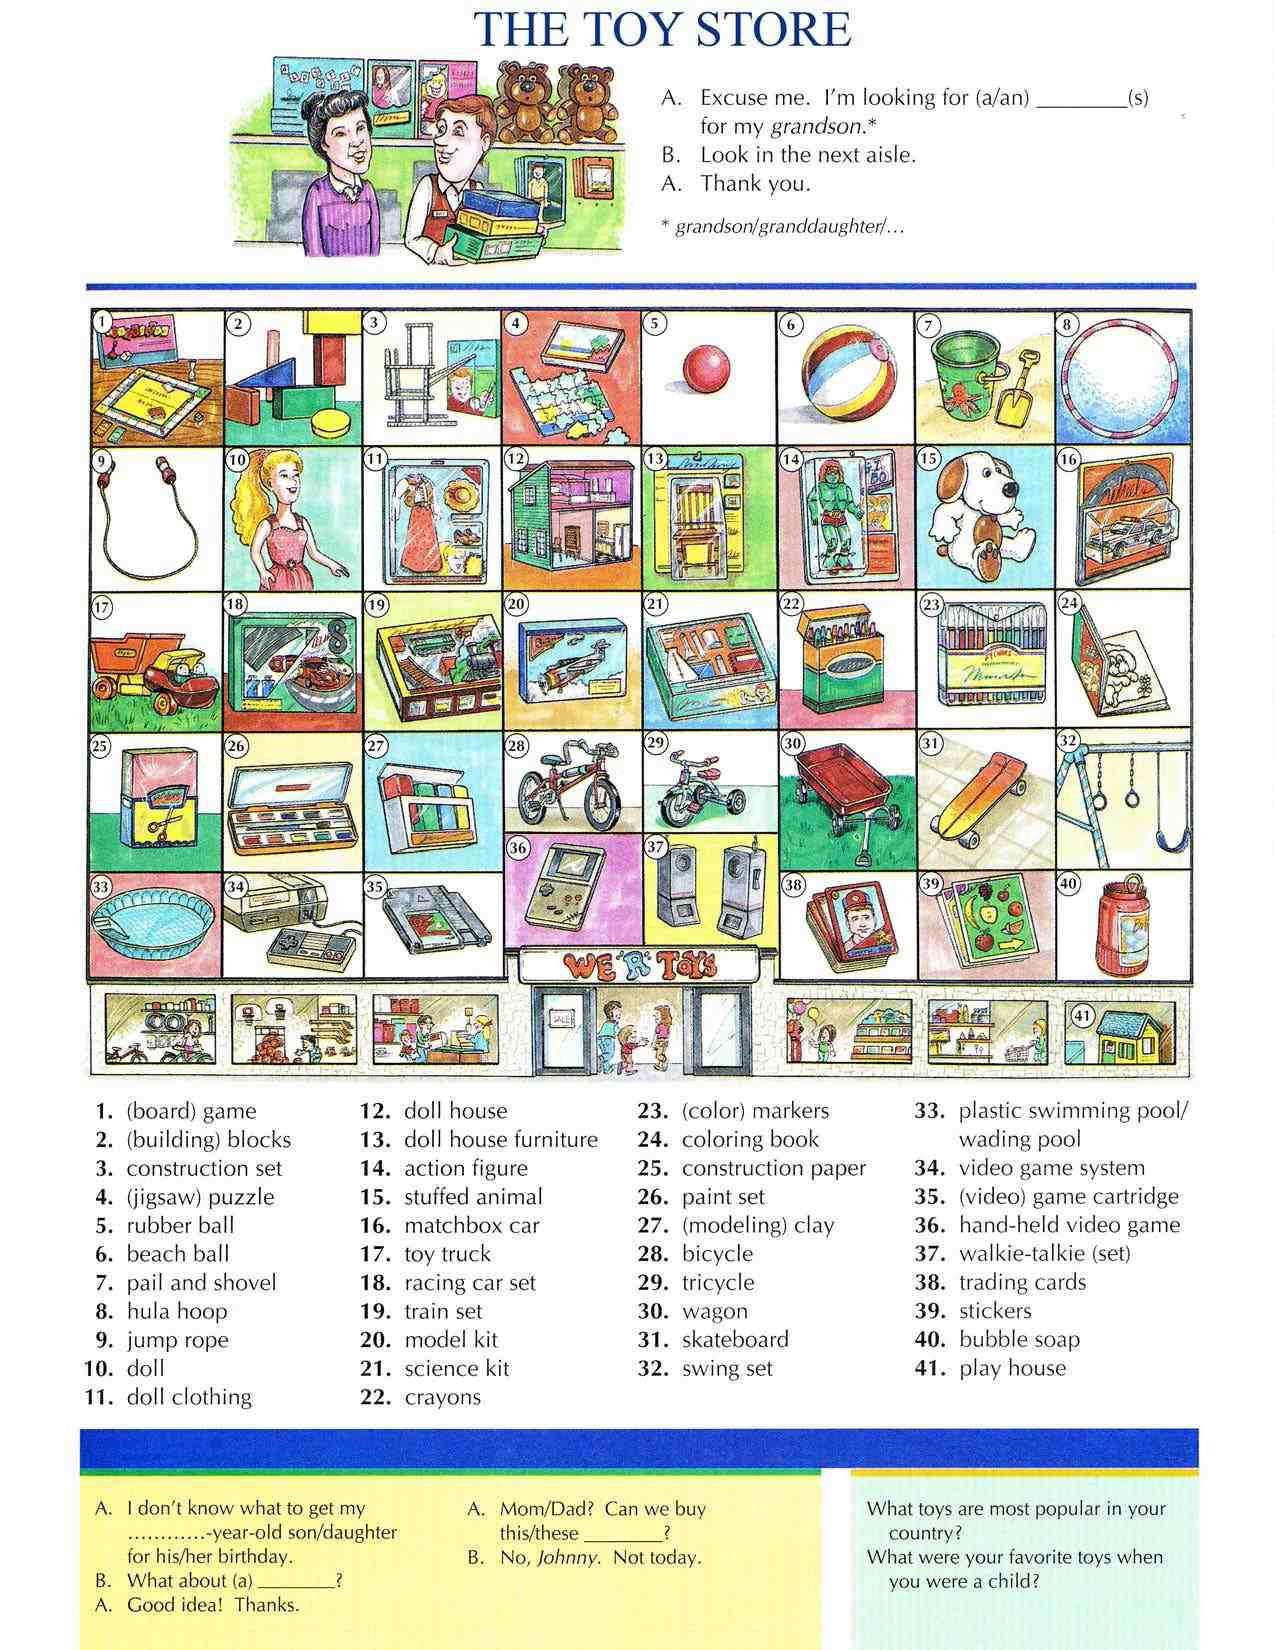 THE TOY STORE
A. Excuse me. I'm looking for (a/an) ________(s)
for my grandson.*
B. Look in the next aisle.
A. Thank you.
* grandson/granddaughter/...
1
2
3
4
5
6
7
8
9
10
11
12
13
14
15
16
17
18
19
20
21
22
23
24
25
26
27
28
29
30
31
32
33
34
35
36
37
38
39
40
WE 'R' TOYS
SALE
41
1. (board) game
2. (building) blocks
3. construction set
4. (jigsaw) puzzle
5. rubber ball
6. beach ball
7. pail and shovel
8. hula hoop
9. jump rope
10. doll
11. doll clothing
12. doll house
13. doll house furniture
14. action figure
15. stuffed animal
16. matchbox car
17. toy truck
18. racing car set
19. train set
20. model kit
21. science kit
22. crayons
23. (color) markers
24. coloring book
25. construction paper
26. paint set
27. (modeling) clay
28. bicycle
29. tricycle
30. wagon
31. skateboard
32. swing set
33. plastic swimming pool/
wading pool
34. video game system
35. (video) game cartridge
36. hand-held video game
37. walkie-talkie (set)
38. trading cards
39. stickers
40. bubble soap
41. play house
A. I don't know what to get my
............-year-old son/daughter
for his/her birthday.
B. What about (a) ________?
A. Good idea! Thanks.
A. Mom/Dad? Can we buy
this/these ________?
B. No, Johnny. Not today.
What toys are most popular in your
country?
What were your favorite toys when
you were a child?